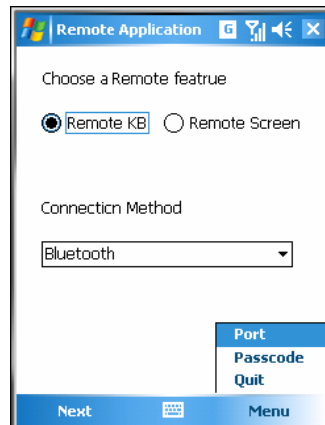 Remote Application G
Choose a Remote featrue
Remote KB Remote Screen
Connecticn Method
Bluetooth
Port
Passcode
Quit
Next Menu